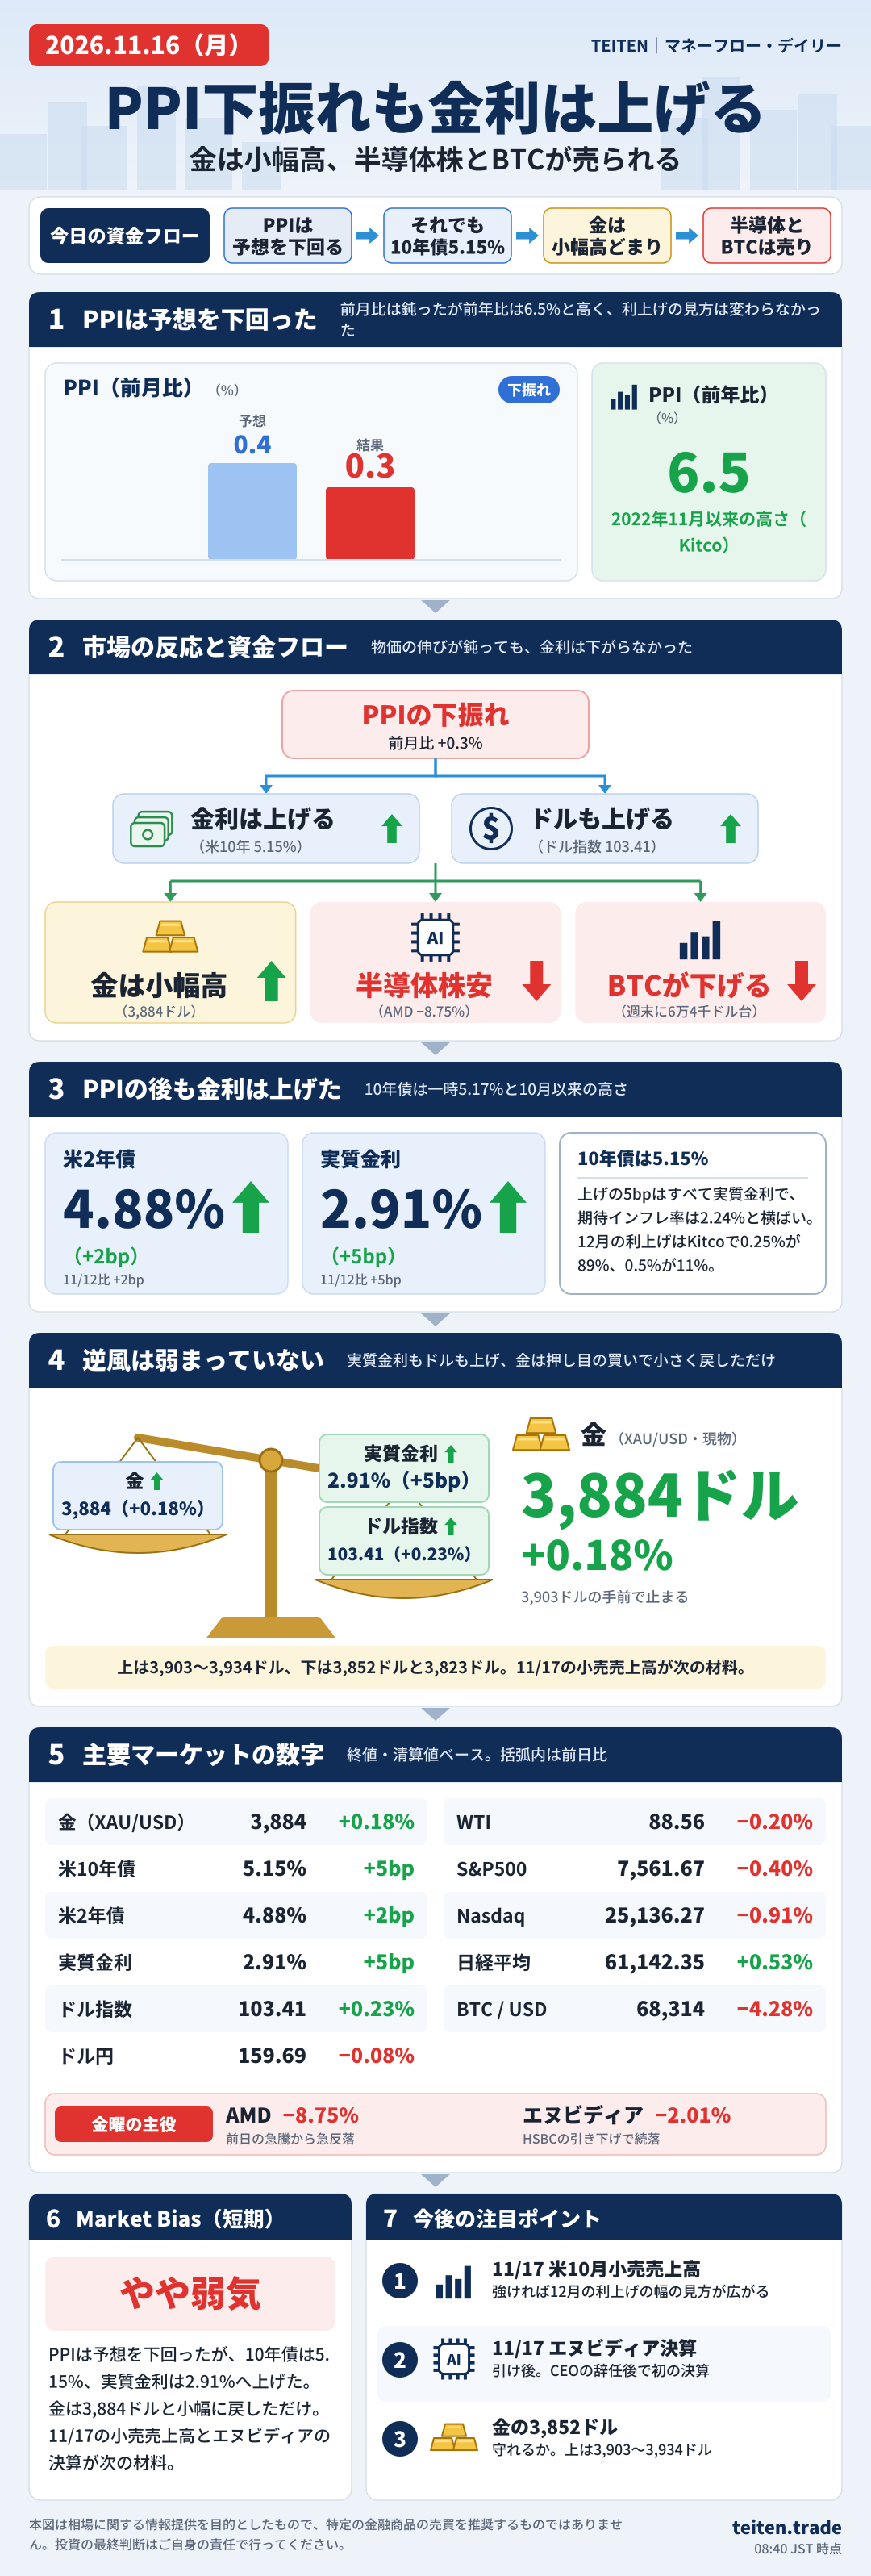 2026.11.16（月）
TEITEN｜マネーフロー・デイリー
PPI下振れも金利は上げる
金は小幅高、半導体株とBTCが売られる
今日の資金フロー
PPIは
予想を下回る
それでも
10年債5.15%
金は
小幅高どまり
半導体と
BTCは売り
1 PPIは予想を下回った
前月比は鈍ったが前年比は6.5%と高く、利上げの見方は変わらなかっ
た
PPI（前月比）（%）
下振れ
予想
0.4
結果
0.3
PPI（前年比）
（%）
6.5
2022年11月以来の高さ（
Kitco）
2 市場の反応と資金フロー 物価の伸びが鈍っても、金利は下がらなかった
PPIの下振れ
前月比 +0.3%
金利は上げる
（米10年 5.15%）
$
ドルも上げる
（ドル指数 103.41）
金は小幅高
（3,884ドル）
AI
半導体株安
（AMD −8.75%）
BTCが下げる
（週末に6万4千ドル台）
3 PPIの後も金利は上げた 10年債は一時5.17%と10月以来の高さ
米2年債
4.88%
（+2bp）
11/12比 +2bp
実質金利
2.91%
（+5bp）
11/12比 +5bp
10年債は5.15%
上げの5bpはすべて実質金利で、
期待インフレ率は2.24%と横ばい。
12月の利上げはKitcoで0.25%が
89%、0.5%が11%。
4 逆風は弱まっていない 実質金利もドルも上げ、金は押し目の買いで小さく戻しただけ
金
3,884（+0.18%）
実質金利
2.91%（+5bp）
ドル指数
103.41（+0.23%）
金（XAU/USD・現物）
3,884ドル
+0.18%
3,903ドルの手前で止まる
上は3,903〜3,934ドル、下は3,852ドルと3,823ドル。11/17の小売売上高が次の材料。
5 主要マーケットの数字 終値・清算値ベース。括弧内は前日比
金（XAU/USD） 3,884 +0.18%
米10年債 5.15% +5bp
米2年債 4.88% +2bp
実質金利 2.91% +5bp
ドル指数 103.41 +0.23%
ドル円 159.69 −0.08%
WTI 88.56 −0.20%
S&P500 7,561.67 −0.40%
Nasdaq 25,136.27 −0.91%
日経平均 61,142.35 +0.53%
BTC / USD 68,314 −4.28%
金曜の主役
AMD −8.75%
前日の急騰から急反落
エヌビディア −2.01%
HSBCの引き下げで続落
6 Market Bias（短期）
やや弱気
PPIは予想を下回ったが、10年債は5.
15%、実質金利は2.91%へ上げた。
金は3,884ドルと小幅に戻しただけ。
11/17の小売売上高とエヌビディアの
決算が次の材料。
7 今後の注目ポイント
1
11/17 米10月小売売上高
強ければ12月の利上げの幅の見方が広がる
2
AI
11/17 エヌビディア決算
引け後。CEOの辞任後で初の決算
3
金の3,852ドル
守れるか。上は3,903〜3,934ドル
本図は相場に関する情報提供を目的としたもので、特定の金融商品の売買を推奨するものではありませ
ん。投資の最終判断はご自身の責任で行ってください。
teiten.trade
08:40 JST 時点